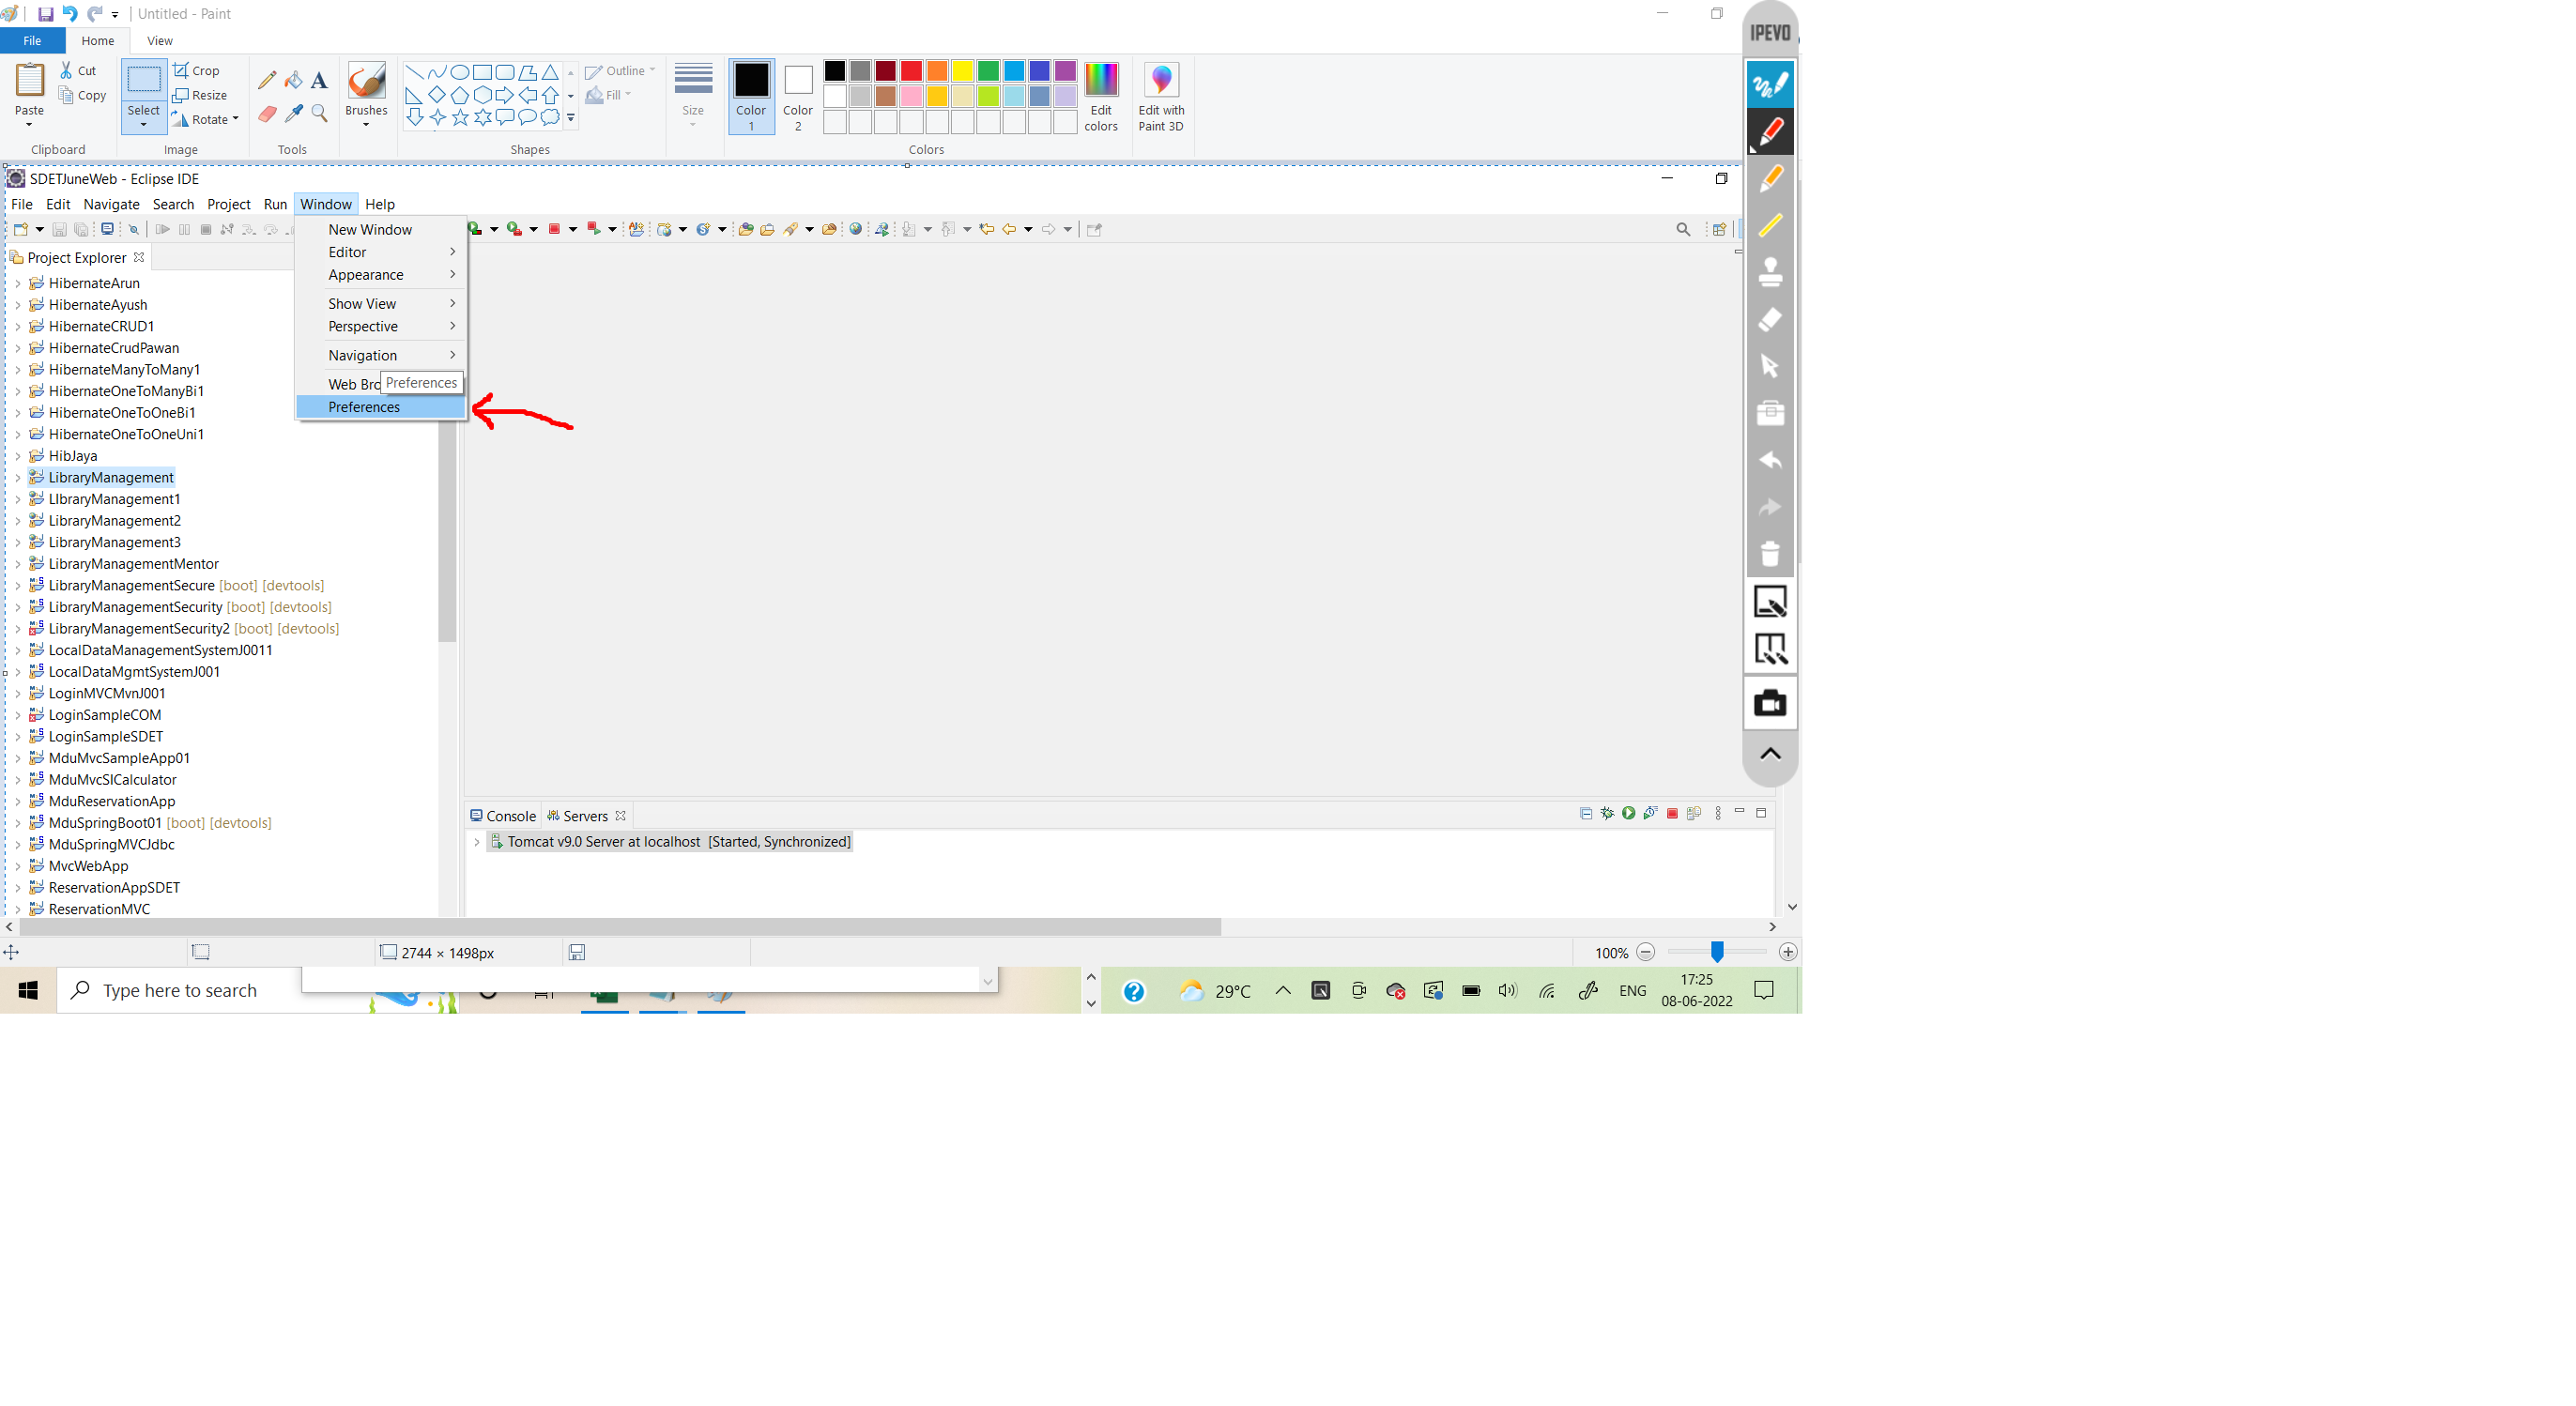 Untitled - Paint
File Home View
IPEVO
Paste
Cut
Copy
Clipboard
Select
Crop
Resize
Rotate
Image
A
Tools
Brushes
Shapes
Outline
Fill
Size
Color 1
Color 2
Colors
Edit colors
Edit with Paint 3D
SDETJuneWeb - Eclipse IDE
File Edit Navigate Search Project Run Window Help
New Window
Editor
Appearance
Show View
Perspective
Navigation
Web Bro
Preferences
Preferences
Project Explorer
HibernateArun
HibernateAyush
HibernateCRUD1
HibernateCrudPawan
HibernateManyToMany1
HibernateOneToManyBi1
HibernateOneToOneBi1
HibernateOneToOneUni1
HibJaya
LibraryManagement
LIbraryManagement1
LibraryManagement2
LibraryManagement3
LibraryManagementMentor
LibraryManagementSecure [boot] [devtools]
LibraryManagementSecurity [boot] [devtools]
LibraryManagementSecurity2 [boot] [devtools]
LocalDataManagementSystemJ0011
LocalDataMgmtSystemJ001
LoginMVCMvnJ001
LoginSampleCOM
LoginSampleSDET
MduMvcSampleApp01
MduMvcSICalculator
MduReservationApp
MduSpringBoot01 [boot] [devtools]
MduSpringMVCJdbc
MvcWebApp
ReservationAppSDET
ReservationMVC
Console Servers
Tomcat v9.0 Server at localhost [Started, Synchronized]
2744 × 1498px
100%
Type here to search
29°C
ENG
17:25
08-06-2022